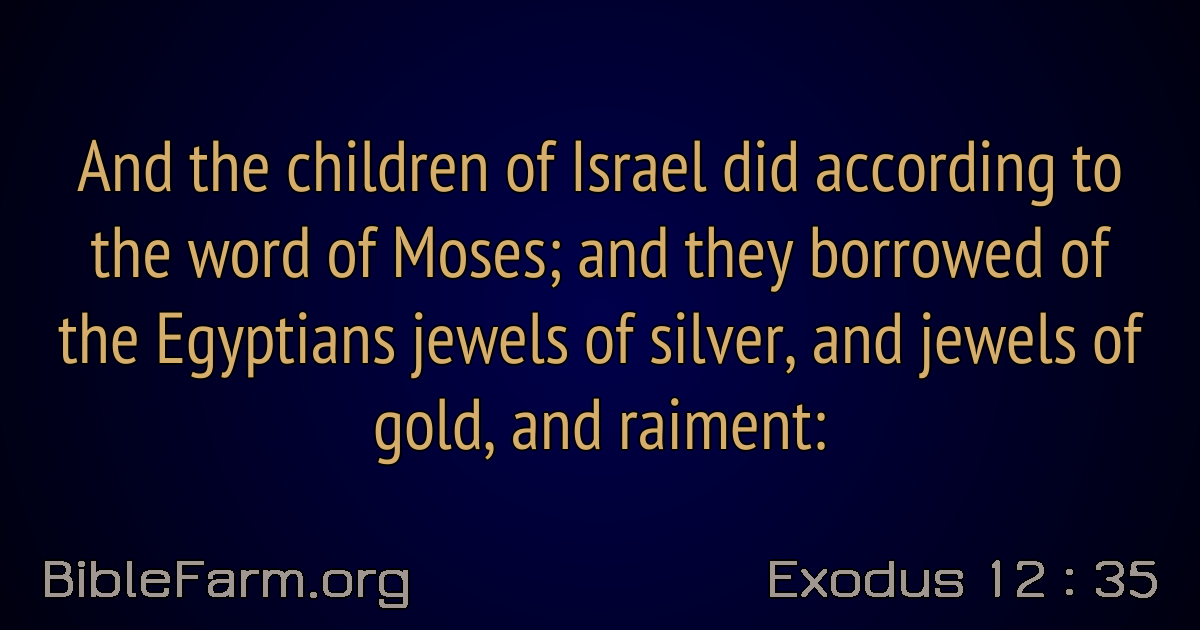 And the children of Israel did according to
the word of Moses; and they borrowed of
the Egyptians jewels of silver, and jewels of
gold, and raiment:
BibleFarm.org
Exodus 12 : 35